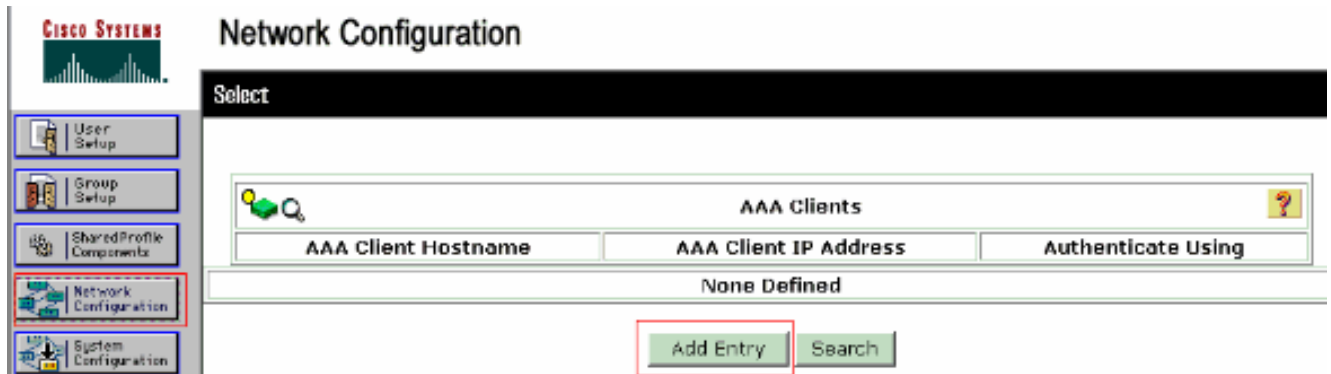 CISCO SYSTEMS
Network Configuration
Select
User
Setup
Group
Setup
SharedProfile
Components
Network
Configuration
System
Configuration
AAA Clients
?
AAA Client Hostname
AAA Client IP Address
Authenticate Using
None Defined
Add Entry
Search